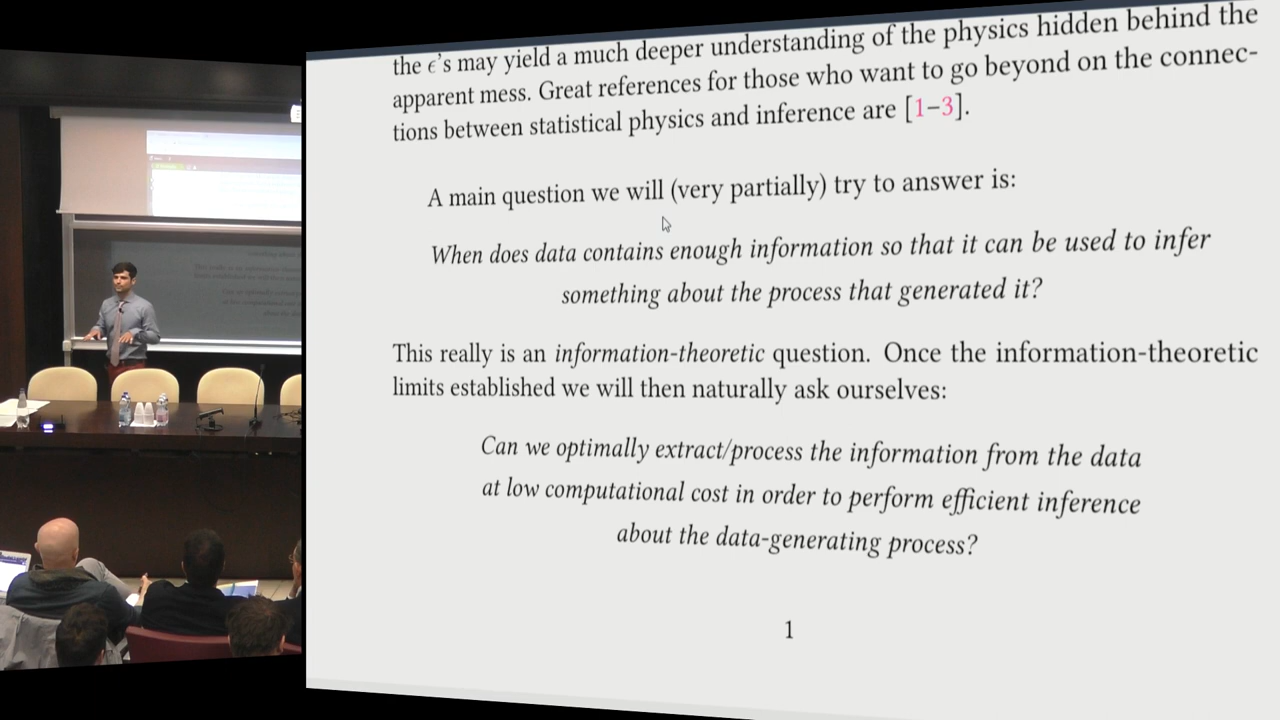 the ϵ's may yield a much deeper understanding of the physics hidden behind the
apparent mess. Great references for those who want to go beyond on the connec-
tions between statistical physics and inference are [1–3].
A main question we will (very partially) try to answer is:
When does data contains enough information so that it can be used to infer
something about the process that generated it?
This really is an information-theoretic question. Once the information-theoretic
limits established we will then naturally ask ourselves:
Can we optimally extract/process the information from the data
at low computational cost in order to perform efficient inference
about the data-generating process?
1